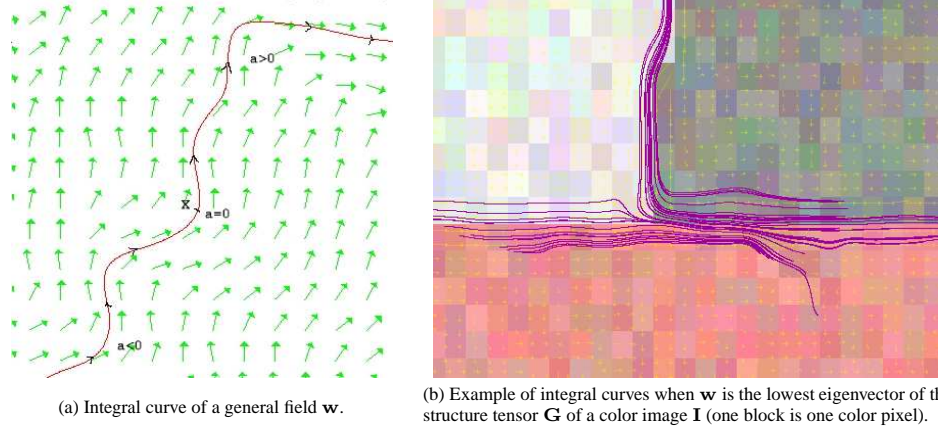 a>0
X
a=0
a<0
(a) Integral curve of a general field w.
(b) Example of integral curves when w is the lowest eigenvector of th
structure tensor G of a color image I (one block is one color pixel).